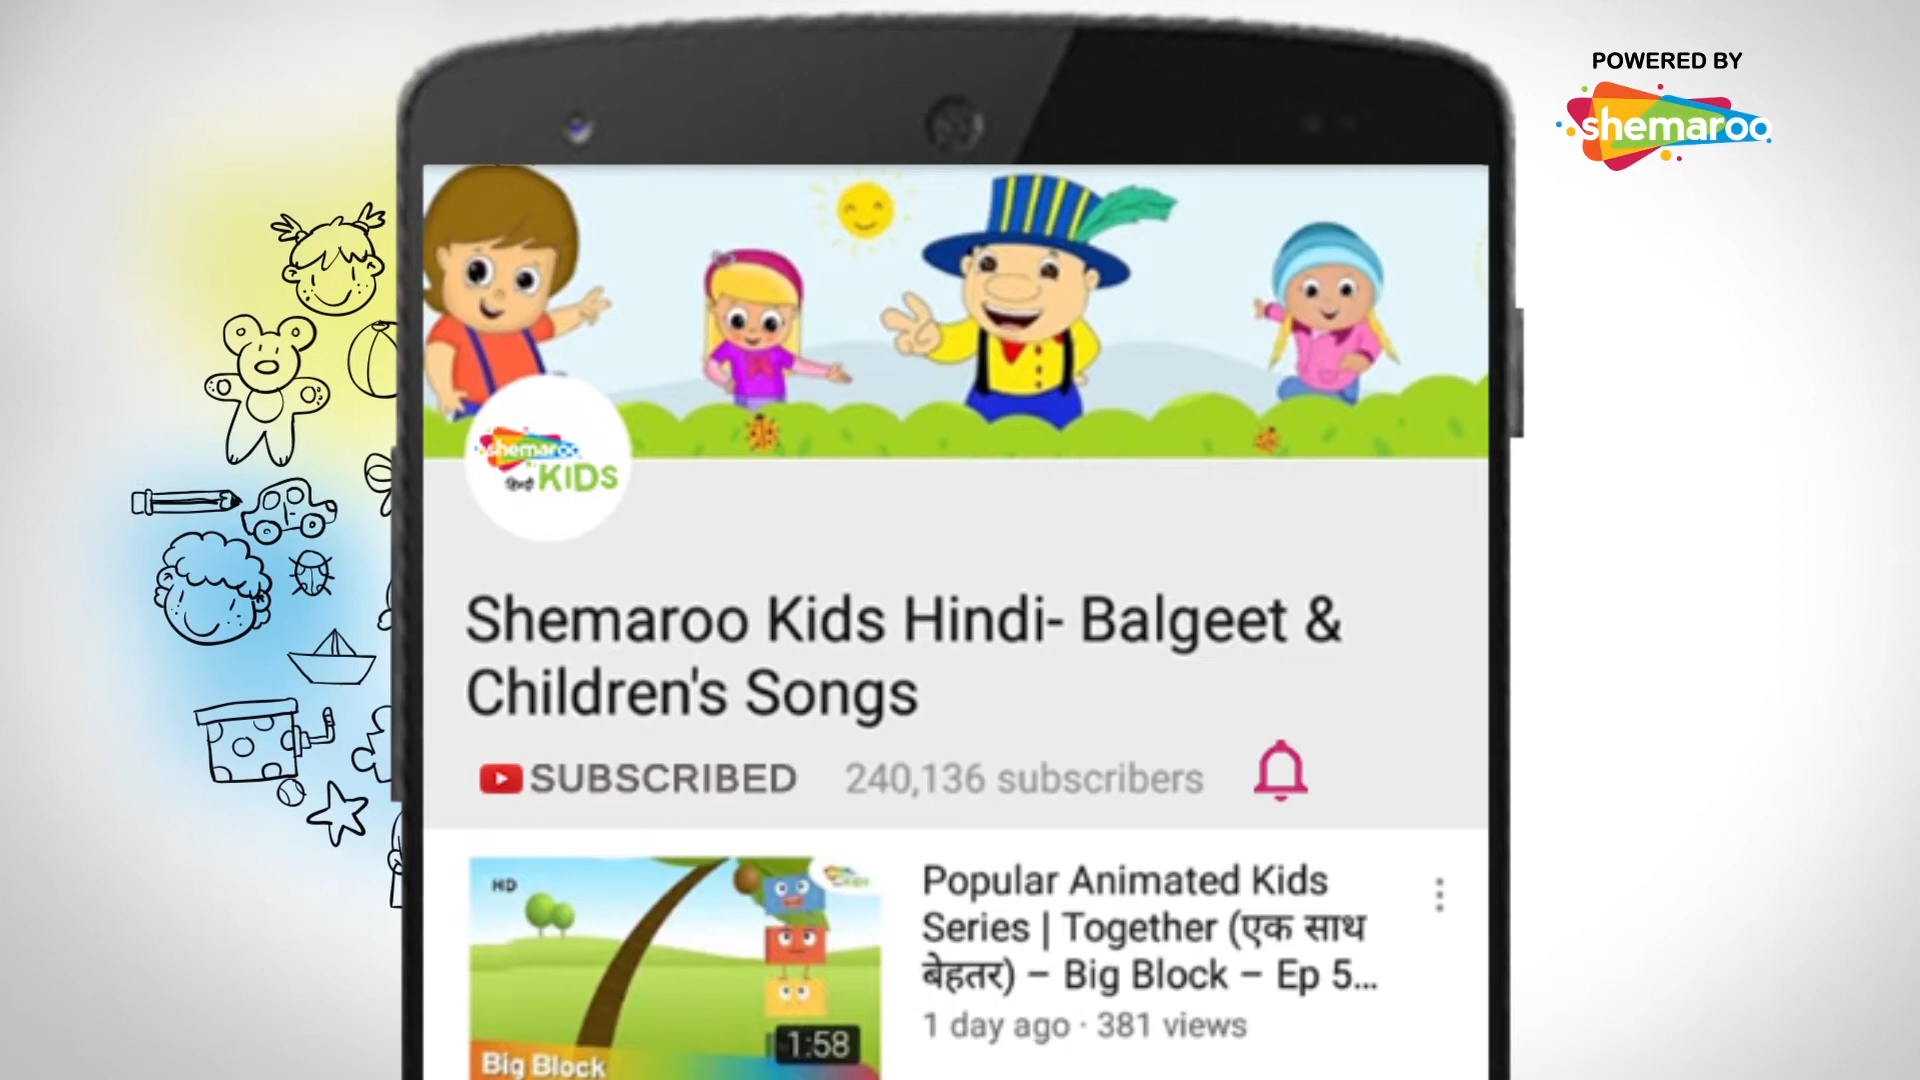 POWERED BY
shemaroo
shemaroo
हिन्दी KIDS
Shemaroo Kids Hindi- Balgeet &
Children's Songs
SUBSCRIBED 240,136 subscribers
HD
Popular Animated Kids
Series | Together (एक साथ
बेहतर) – Big Block – Ep 5...
1 day ago · 381 views
1:58
Big Block